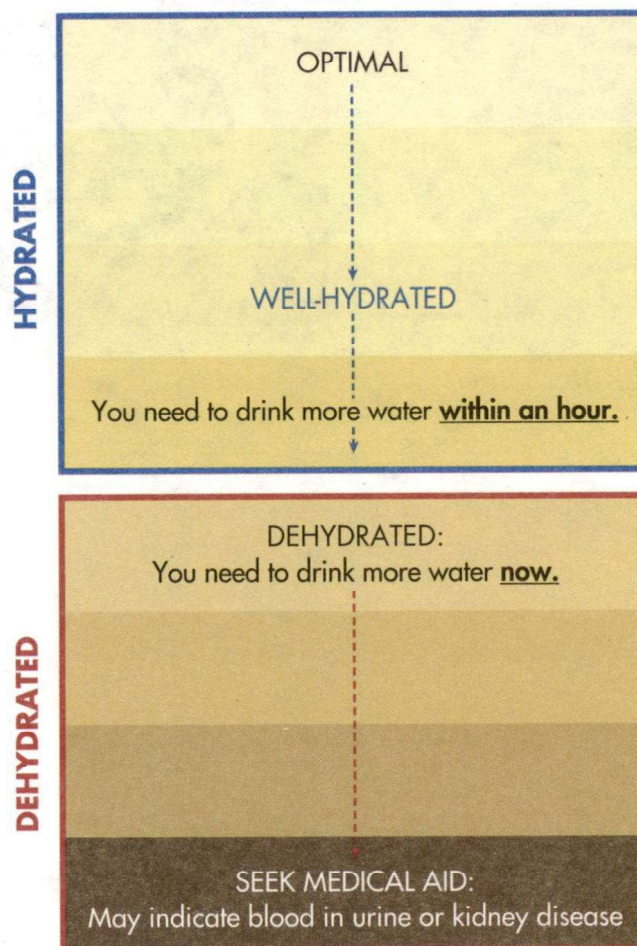 HYDRATED
OPTIMAL
WELL-HYDRATED
You need to drink more water within an hour.
DEHYDRATED
DEHYDRATED:
You need to drink more water now.
SEEK MEDICAL AID:
May indicate blood in urine or kidney disease